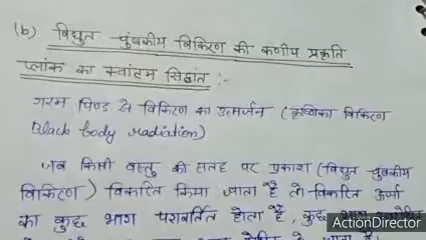 (b) विद्युत चुंबकीय विकिरण की कणीय प्रकृति
प्लांक का क्वांटम सिद्धांत :-
गरम पिण्ड से विकिरण का उत्सर्जन (कृष्णिका विकिरण
Black body radiation)
जब किसी वस्तु की सतह पर प्रकाश (विद्युत चुंबकीय
विकिरण) विकरित किया जाता है तो विकरित ऊर्जा
का कुछ भाग परावर्तित होता है, कुछ भाग
ActionDirector